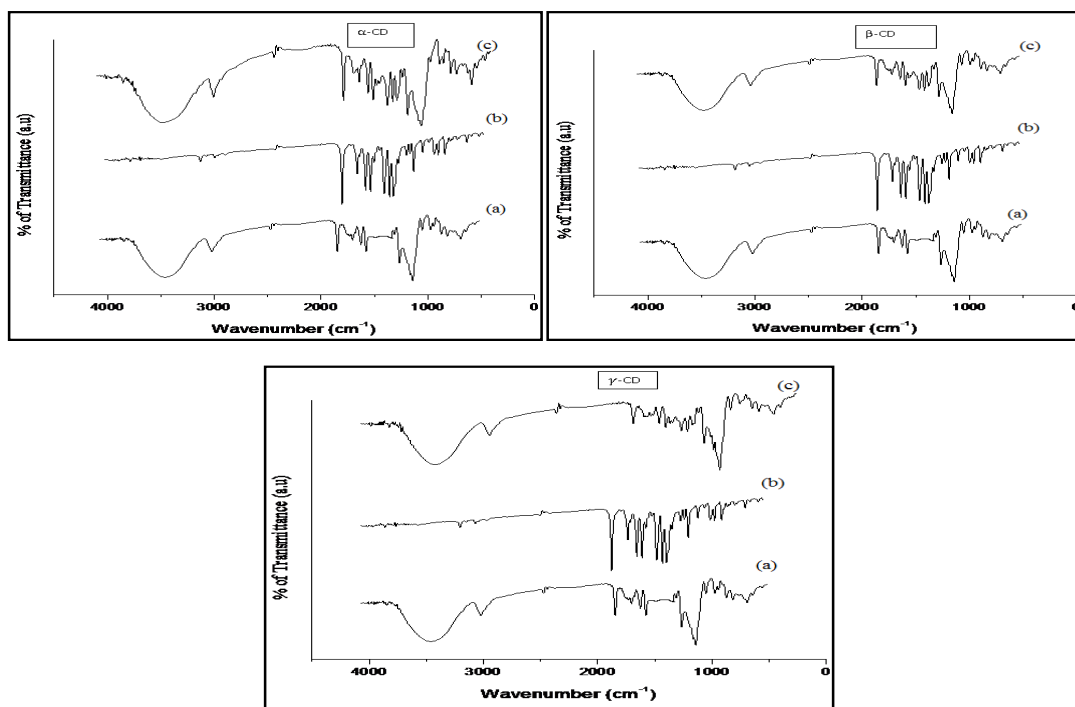 α-CD
(c)
(b)
(a)
% of Transmittance (a.u)
4000 3000 2000 1000 0
Wavenumber (cm⁻¹)
β-CD
(c)
(b)
(a)
% of Transmittance (a.u)
4000 3000 2000 1000 0
Wavenumber (cm⁻¹)
γ-CD
(c)
(b)
(a)
% of Transmittance (a.u)
4000 3000 2000 1000 0
Wavenumber (cm⁻¹)